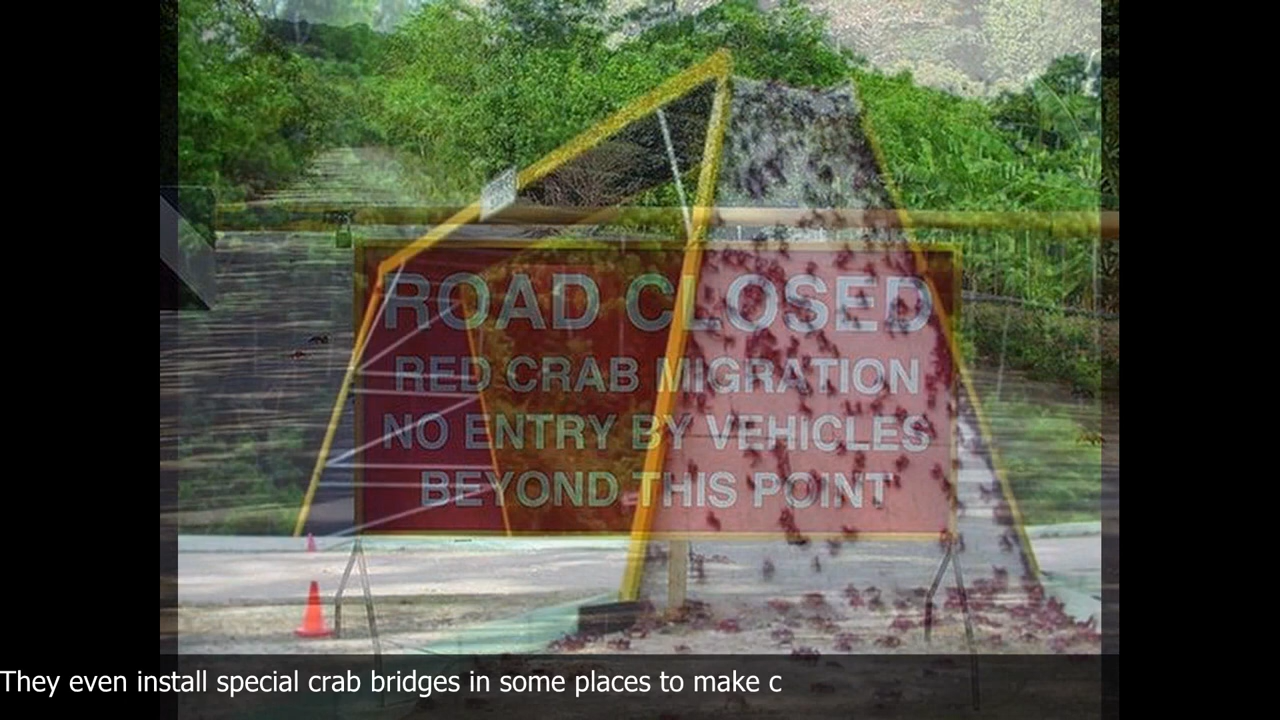 ROAD CLOSED
RED CRAB MIGRATION
NO ENTRY BY VEHICLES
BEYOND THIS POINT
They even install special crab bridges in some places to make c